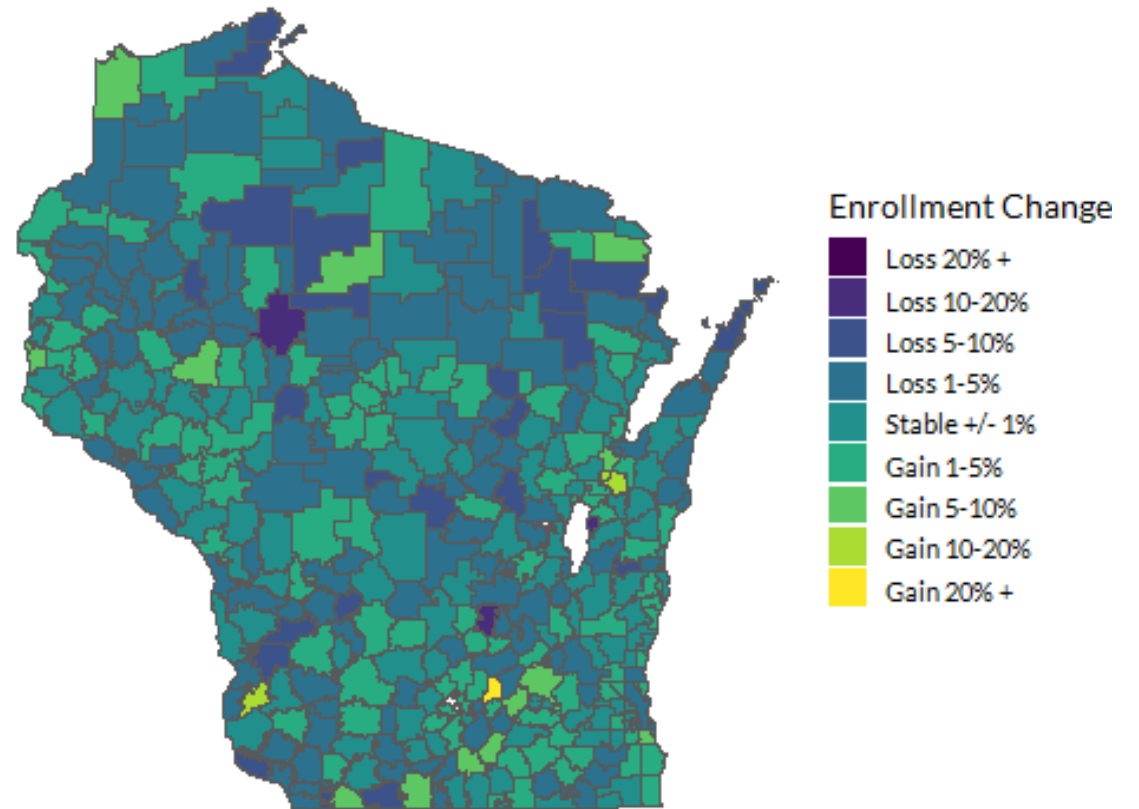 Enrollment Change
Loss 20% +
Loss 10-20%
Loss 5-10%
Loss 1-5%
Stable +/- 1%
Gain 1-5%
Gain 5-10%
Gain 10-20%
Gain 20% +